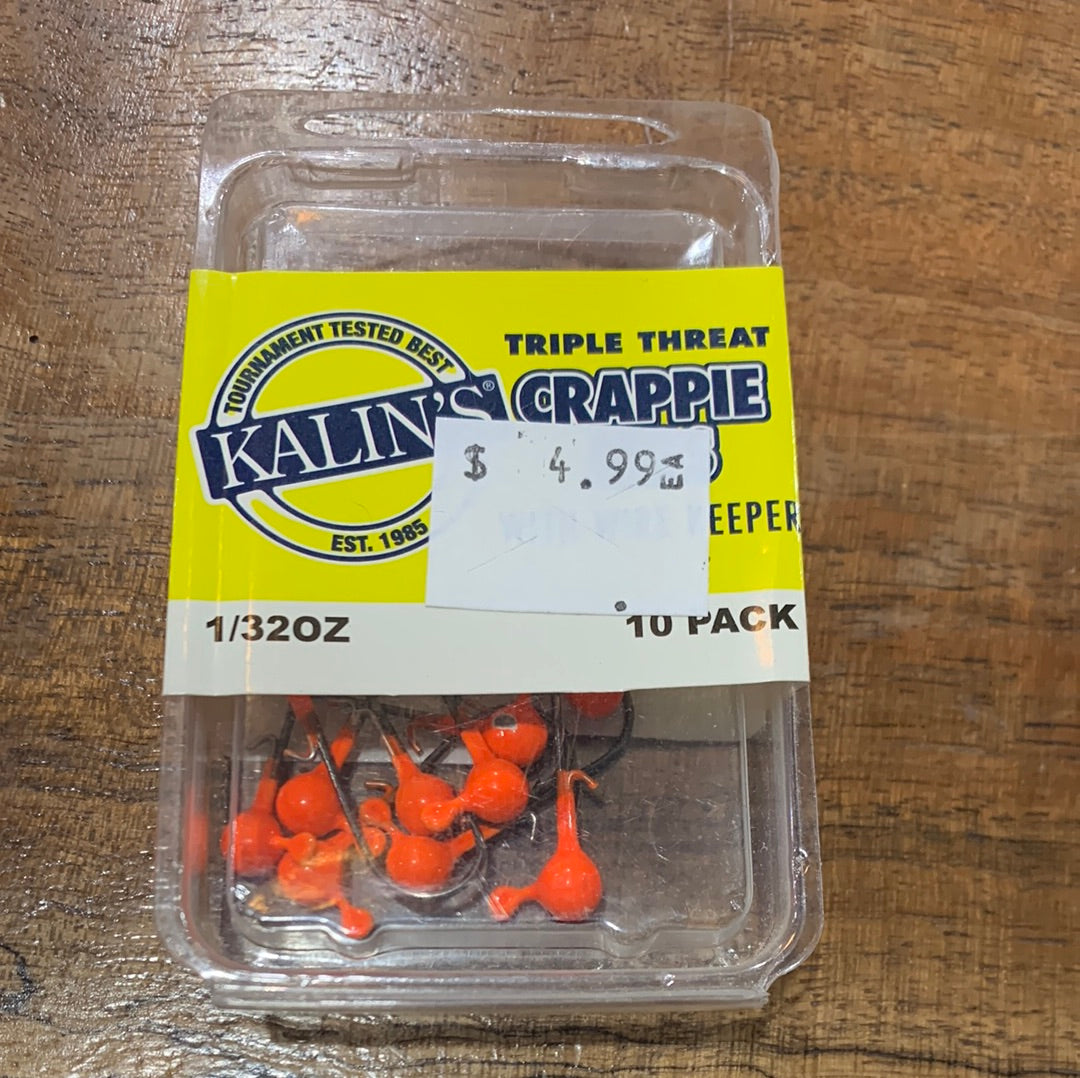 TOURNAMENT TESTED BEST
KALIN'S®
EST. 1985
TRIPLE THREAT
CRAPPIE
$ 4.99 EA
1/32OZ
10 PACK